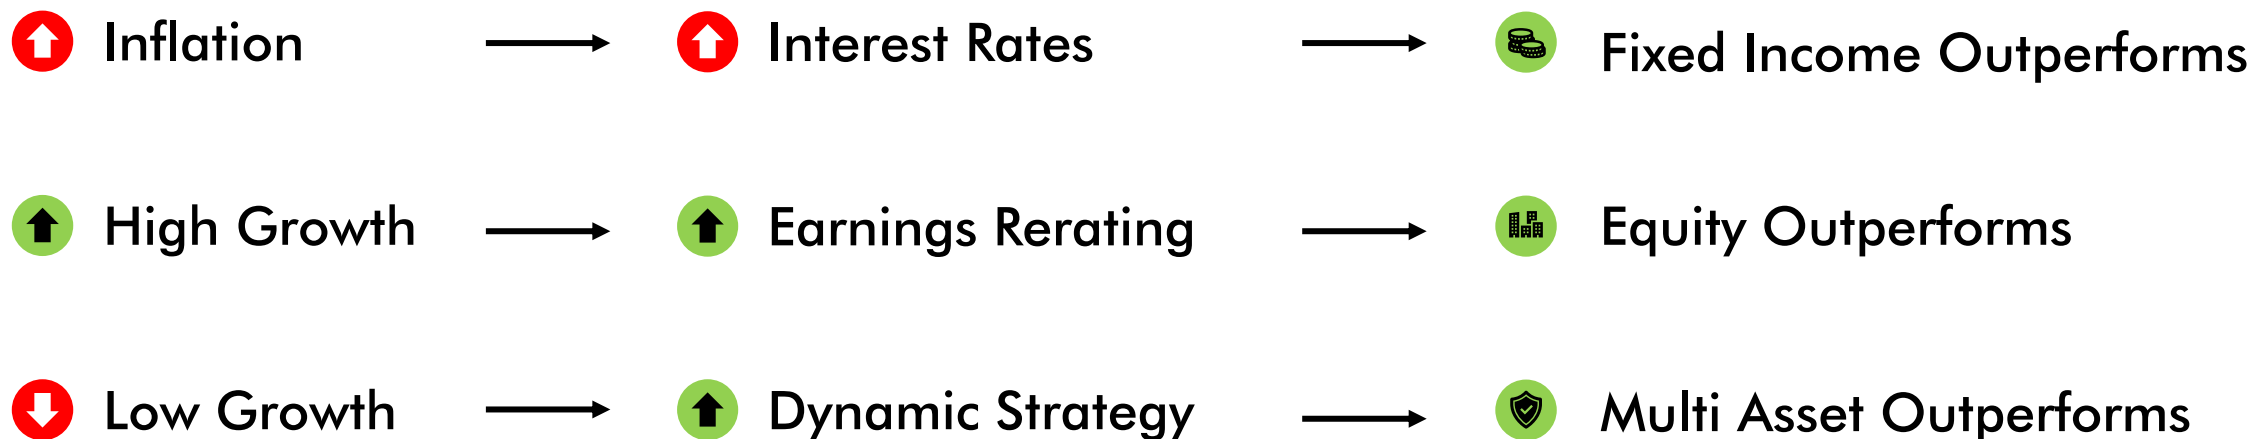 Inflation
Interest Rates
Fixed Income Outperforms
High Growth
Earnings Rerating
Equity Outperforms
Low Growth
Dynamic Strategy
Multi Asset Outperforms